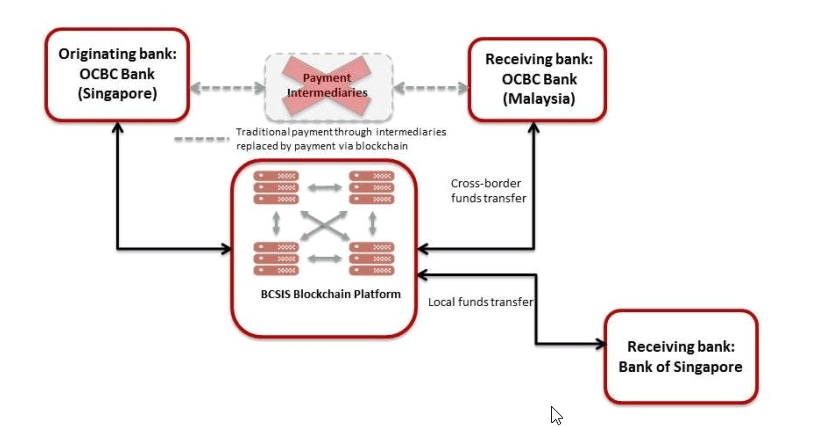 Originating bank:
OCBC Bank
(Singapore)
Payment
Intermediaries
Receiving bank:
OCBC Bank
(Malaysia)
Traditional payment through intermediaries
replaced by payment via blockchain
Cross-border
funds transfer
BCSIS Blockchain Platform
Local funds transfer
Receiving bank:
Bank of Singapore